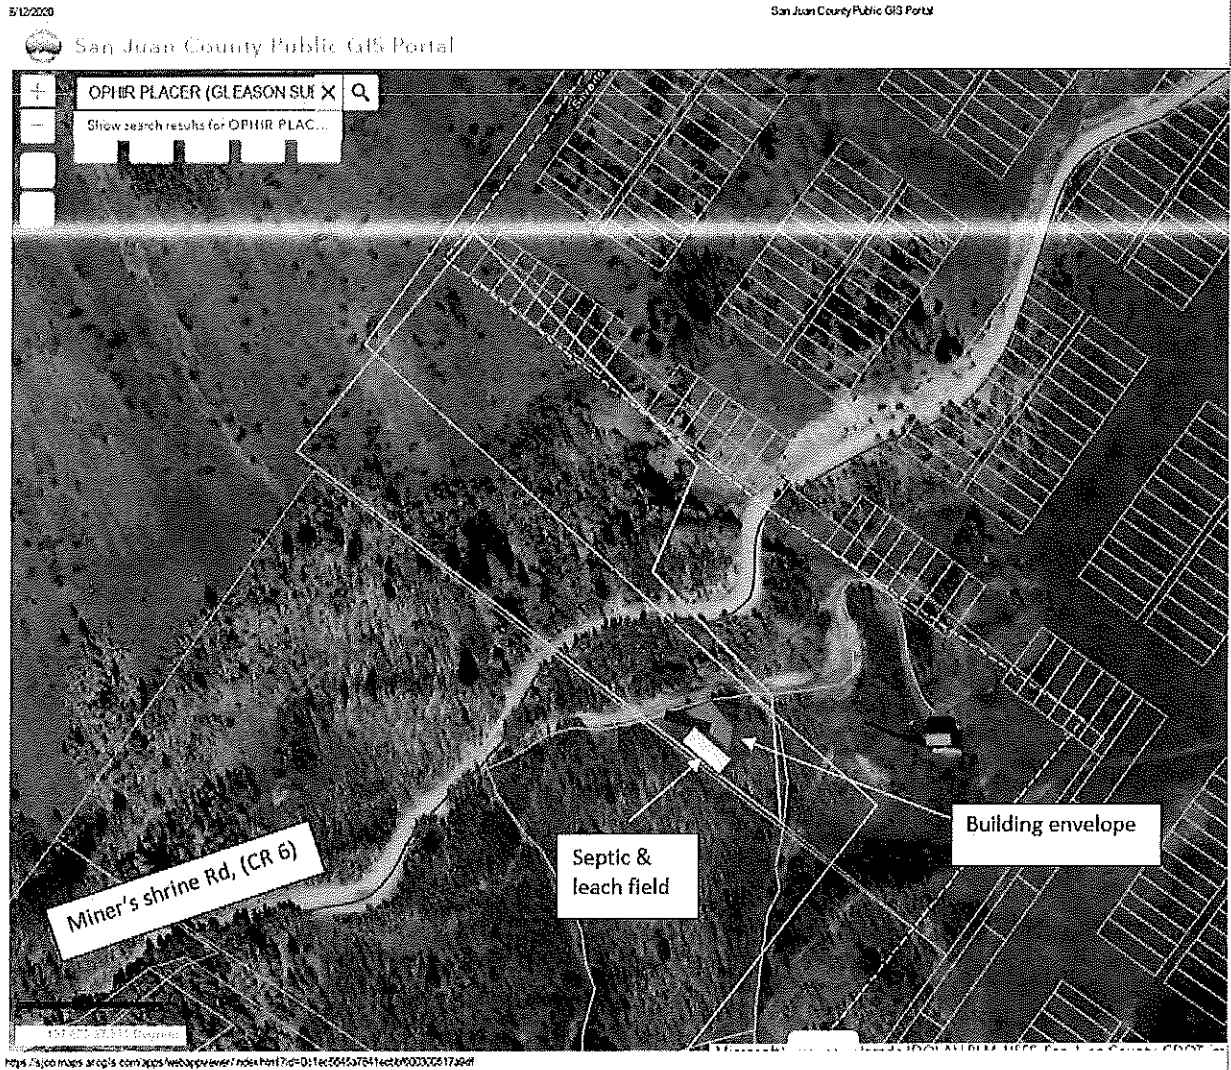 5/12/2020
San Juan County Public GIS Portal
San Juan County Public GIS Portal
OPHIR PLACER (GLEASON SUI
Show search results for OPHIR PLAC...
Miner's shrine Rd, (CR 6)
Septic &
leach field
Building envelope